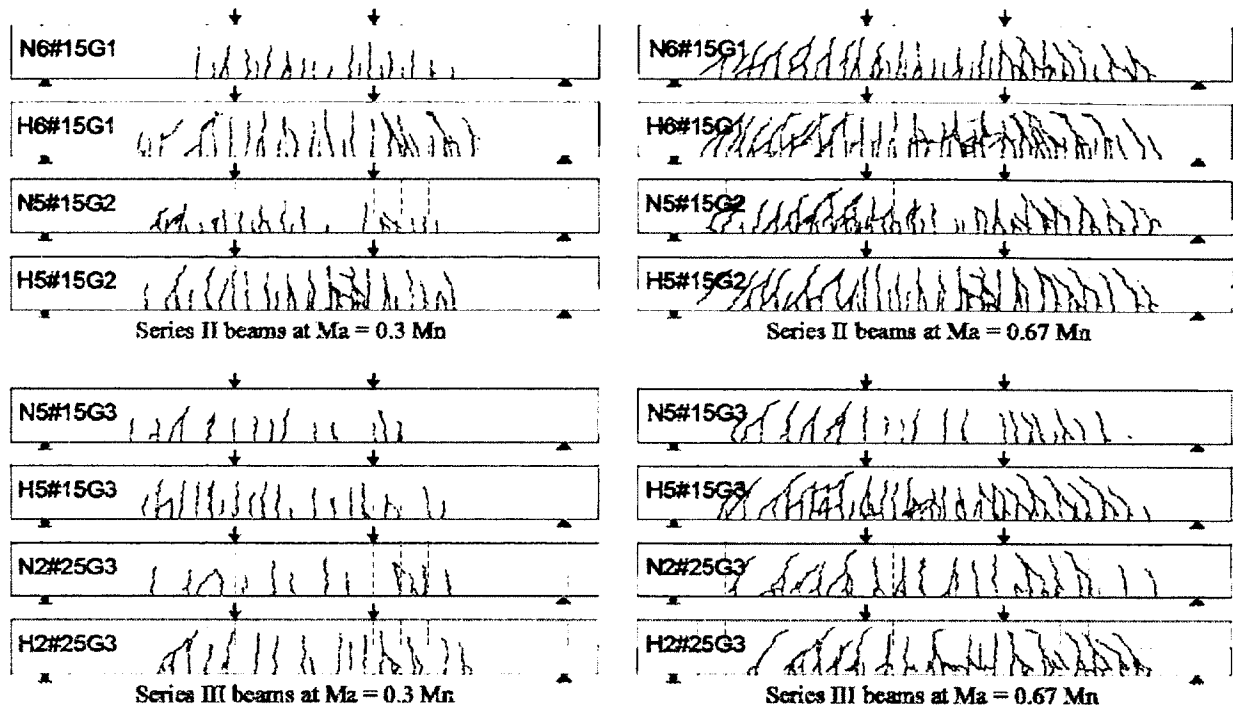 N6#15G1
N6#15G1
H6#15G1
H6#15G1
N5#15G2
N5#15G2
H5#15G2
H5#15G2
Series II beams at Ma = 0.3 Mn
Series II beams at Ma = 0.67 Mn
N5#15G3
N5#15G3
H5#15G3
H5#15G3
N2#25G3
N2#25G3
H2#25G3
H2#25G3
Series III beams at Ma = 0.3 Mn
Series III beams at Ma = 0.67 Mn